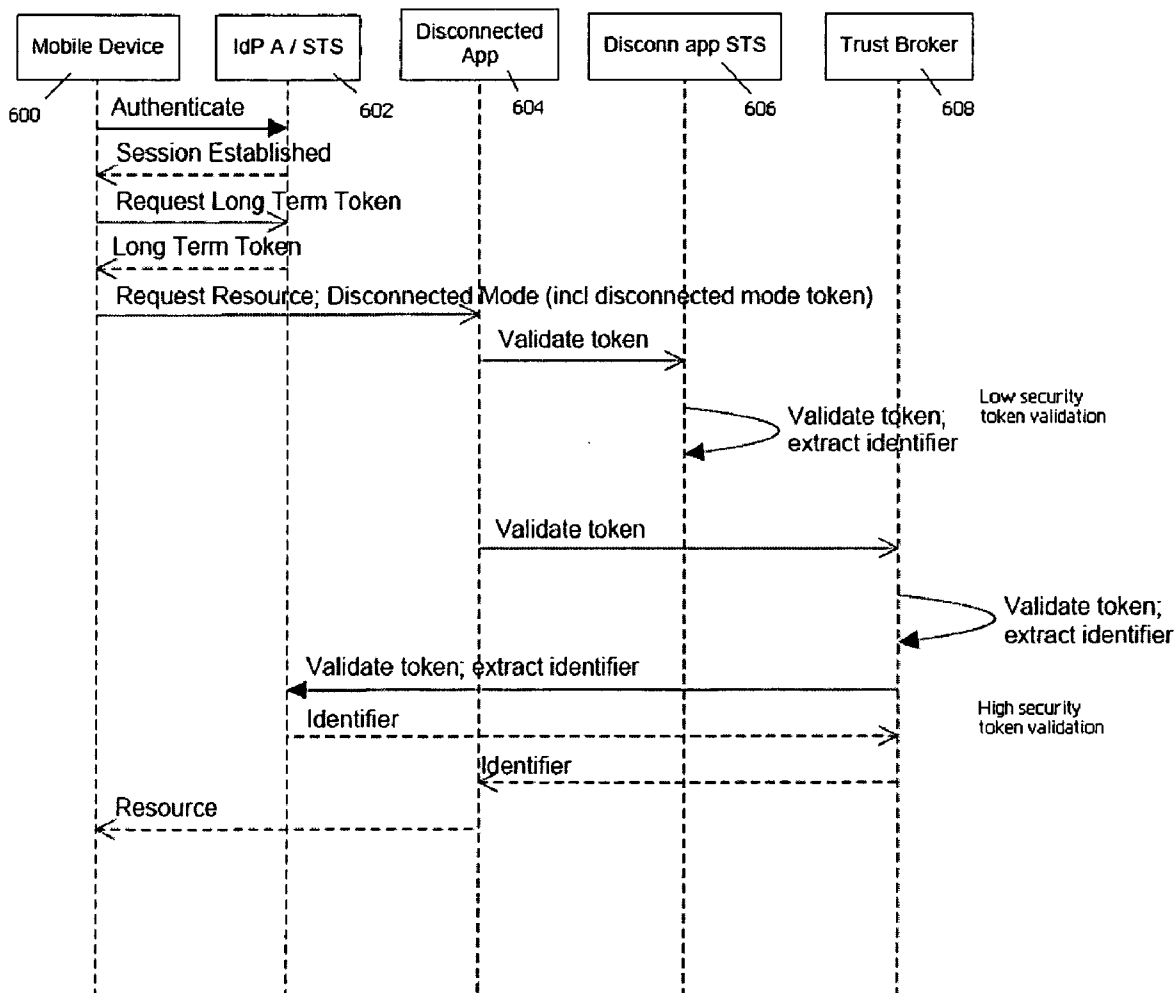 Mobile Device
IdP A / STS
Disconnected
App
Disconn app STS
Trust Broker
600
602
604
606
608
Authenticate
Session Established
Request Long Term Token
Long Term Token
Request Resource; Disconnected Mode (incl disconnected mode token)
Validate token
Validate token;
extract identifier
Low security
token validation
Validate token
Validate token;
extract identifier
Validate token; extract identifier
High security
token validation
Identifier
Identifier
Resource